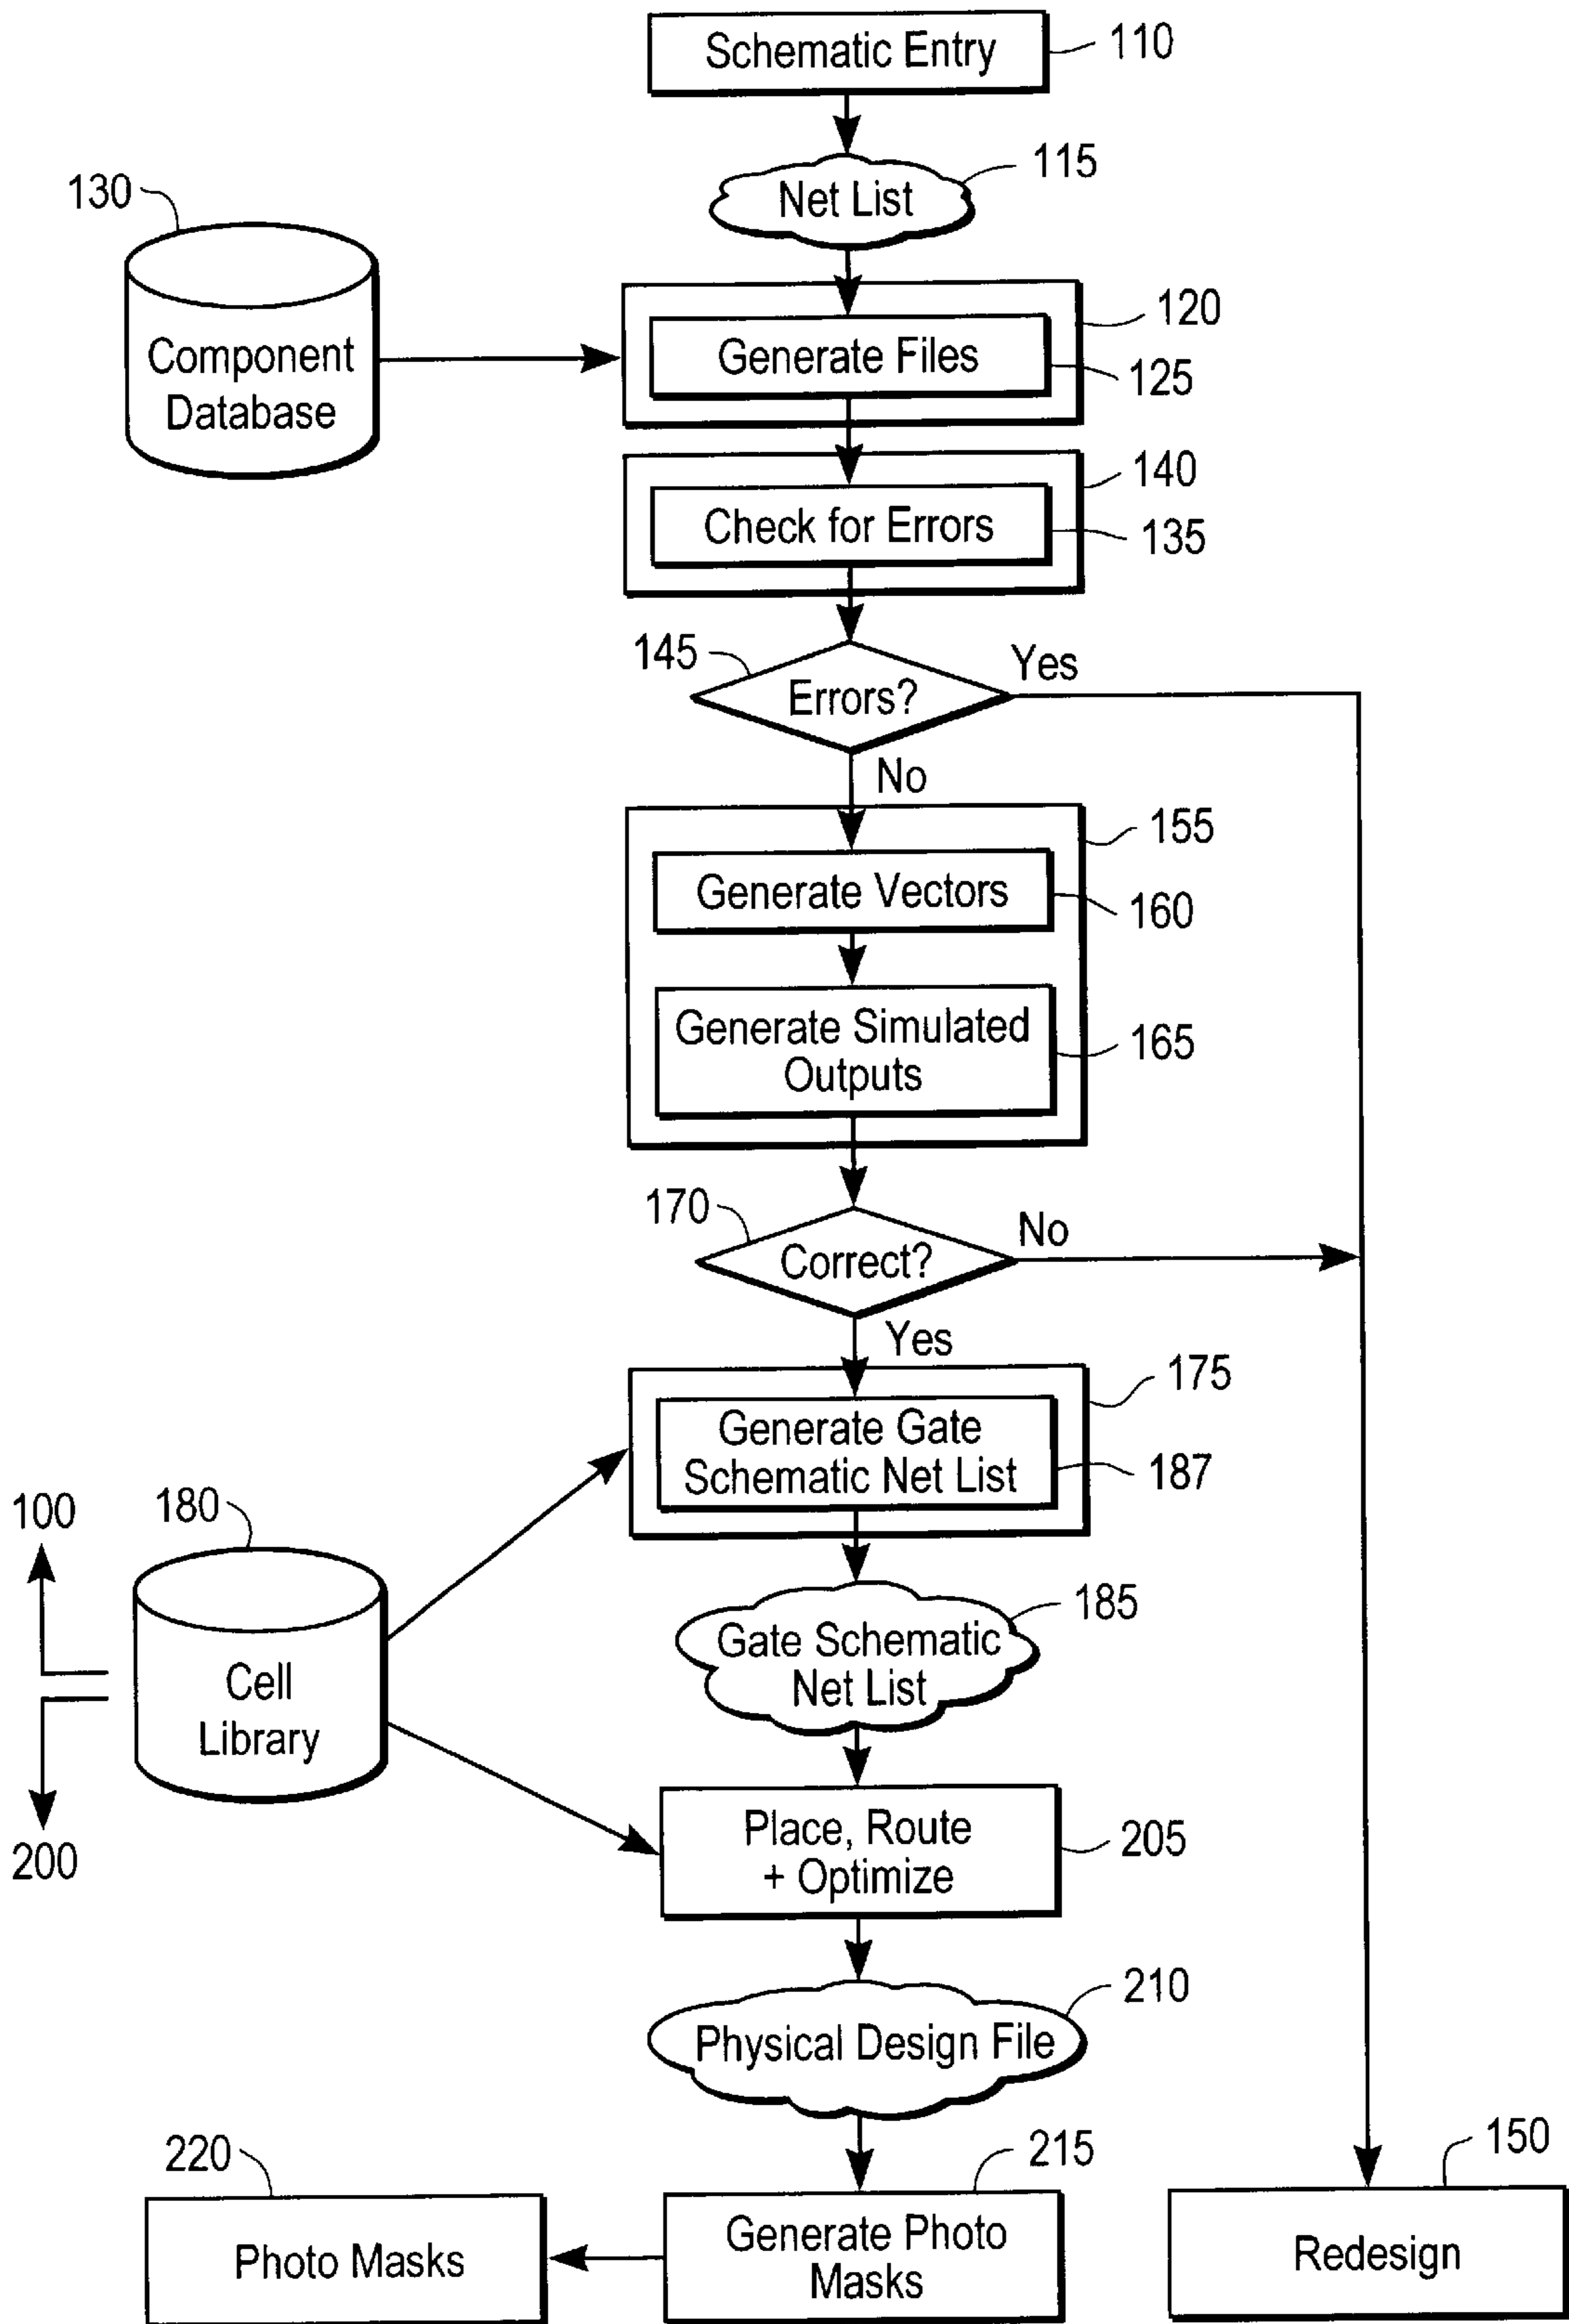 Schematic Entry
110
Net List
115
130
Component
Database
120
Generate Files
125
140
Check for Errors
135
145
Errors?
Yes
No
155
Generate Vectors
160
Generate Simulated
Outputs
165
170
Correct?
No
Yes
175
Generate Gate
Schematic Net List
187
100
180
Cell
Library
200
185
Gate Schematic
Net List
Place, Route
+ Optimize
205
210
Physical Design File
220
Photo Masks
215
Generate Photo
Masks
150
Redesign